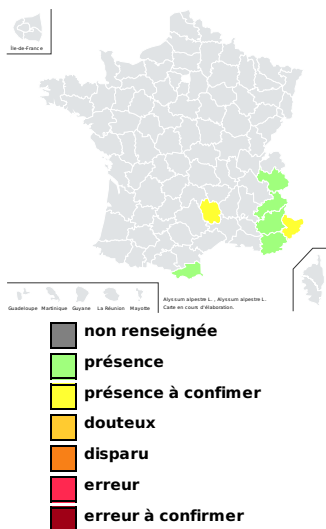 Île-de-France
Guadeloupe Martinique Guyane La Réunion Mayotte
Alyssum alpestre L., Alyssum alpestre L.
Carte en cours d'élaboration.
non renseignée
présence
présence à confimer
douteux
disparu
erreur
erreur à confirmer